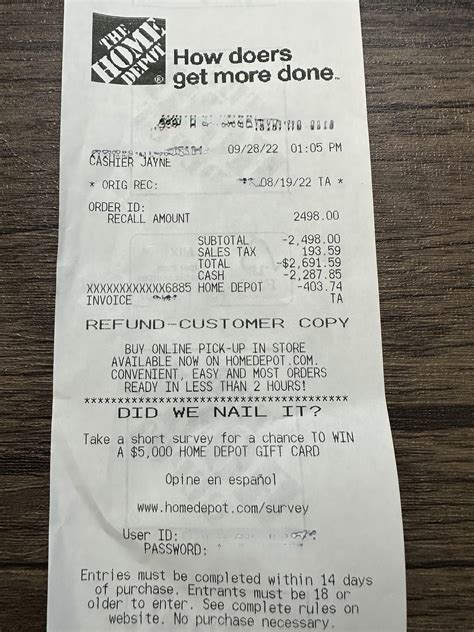 THE
HOME
DEPOT
®
How doers
get more done™
09/28/22 01:05 PM
CASHIER JAYNE
* ORIG REC: 08/19/22 TA *
ORDER ID:
RECALL AMOUNT 2498.00
SUBTOTAL -2,498.00
SALES TAX 193.59
TOTAL -$2,691.59
CASH -2,287.85
XXXXXXXXXXXX6885 HOME DEPOT -403.74
INVOICE TA
REFUND-CUSTOMER COPY
BUY ONLINE PICK-UP IN STORE
AVAILABLE NOW ON HOMEDEPOT.COM.
CONVENIENT, EASY AND MOST ORDERS
READY IN LESS THAN 2 HOURS!
****************************************
DID WE NAIL IT?
Take a short survey for a chance TO WIN
A $5,000 HOME DEPOT GIFT CARD
Opine en español
www.homedepot.com/survey
User ID:
PASSWORD:
Entries must be completed within 14 days
of purchase. Entrants must be 18 or
older to enter. See complete rules on
website. No purchase necessary.